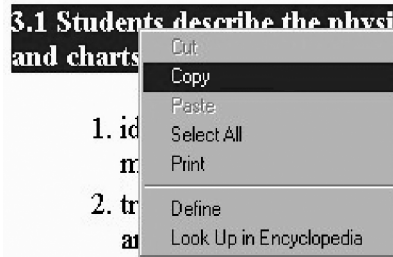 3.1 Students describe the physi
and charts
Cut
Copy
Paste
1. id
Select All
m
Print
2. tr
Define
ar
Look Up in Encyclopedia